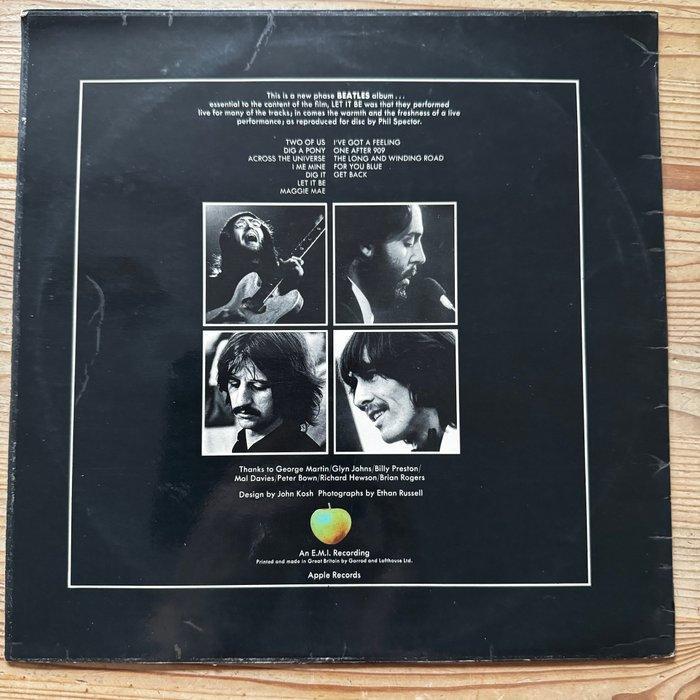 This is a new phase BEATLES album . . .
essential to the content of the film, LET IT BE was that they performed
live for many of the tracks; in comes the warmth and the freshness of a live
performance; as reproduced for disc by Phil Spector.
TWO OF US
DIG A PONY
ACROSS THE UNIVERSE
I ME MINE
DIG IT
LET IT BE
MAGGIE MAE
I'VE GOT A FEELING
ONE AFTER 909
THE LONG AND WINDING ROAD
FOR YOU BLUE
GET BACK
Thanks to George Martin/Glyn Johns/Billy Preston/
Mal Davies/Peter Bown/Richard Hewson/Brian Rogers
Design by John Kosh Photographs by Ethan Russell
An E.M.I. Recording
Printed and made in Great Britain by Garrod and Lofthouse Ltd.
Apple Records